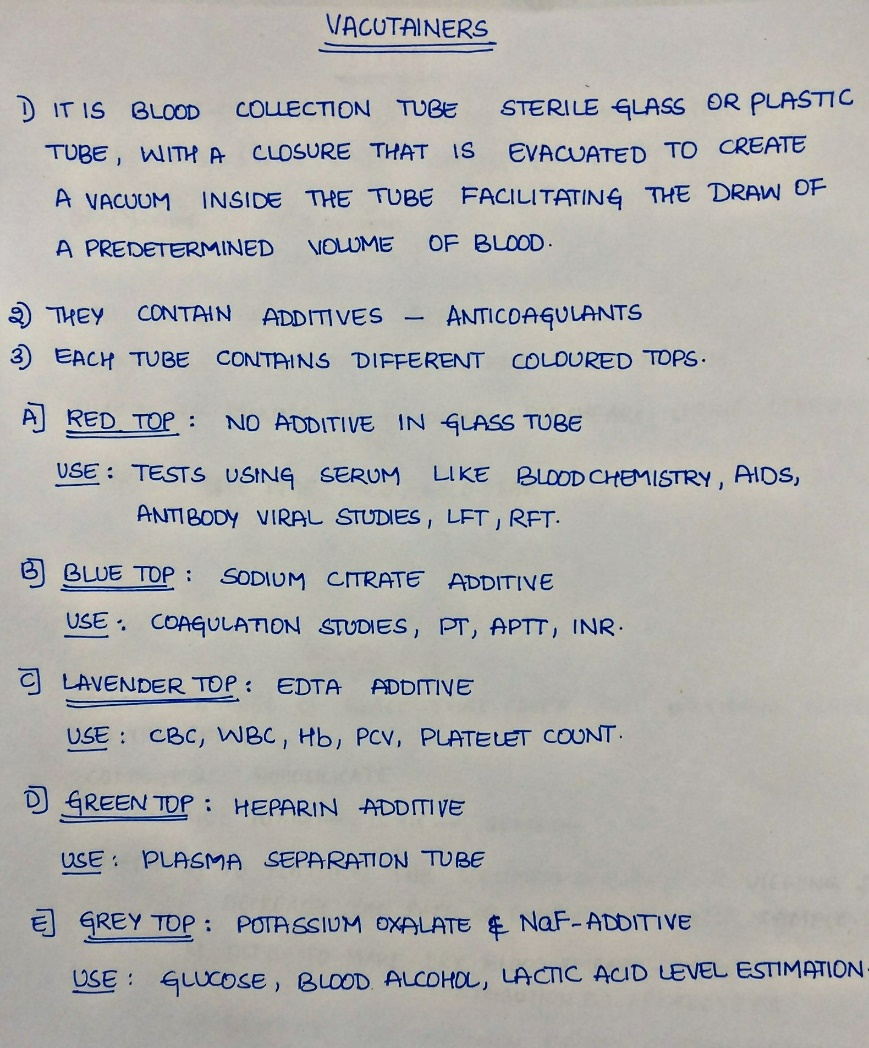 VACUTAINERS
1) IT IS BLOOD COLLECTION TUBE STERILE GLASS OR PLASTIC
TUBE, WITH A CLOSURE THAT IS EVACUATED TO CREATE
A VACUUM INSIDE THE TUBE FACILITATING THE DRAW OF
A PREDETERMINED VOLUME OF BLOOD.
2) THEY CONTAIN ADDITIVES – ANTICOAGULANTS
3) EACH TUBE CONTAINS DIFFERENT COLOURED TOPS.
A] RED TOP : NO ADDITIVE IN GLASS TUBE
USE : TESTS USING SERUM LIKE BLOOD CHEMISTRY, AIDS,
ANTIBODY VIRAL STUDIES, LFT, RFT.
B] BLUE TOP : SODIUM CITRATE ADDITIVE
USE : COAGULATION STUDIES, PT, APTT, INR.
C] LAVENDER TOP : EDTA ADDITIVE
USE : CBC, WBC, Hb, PCV, PLATELET COUNT.
D] GREEN TOP : HEPARIN ADDITIVE
USE : PLASMA SEPARATION TUBE
E] GREY TOP : POTASSIUM OXALATE & NaF-ADDITIVE
USE : GLUCOSE, BLOOD ALCOHOL, LACTIC ACID LEVEL ESTIMATION.